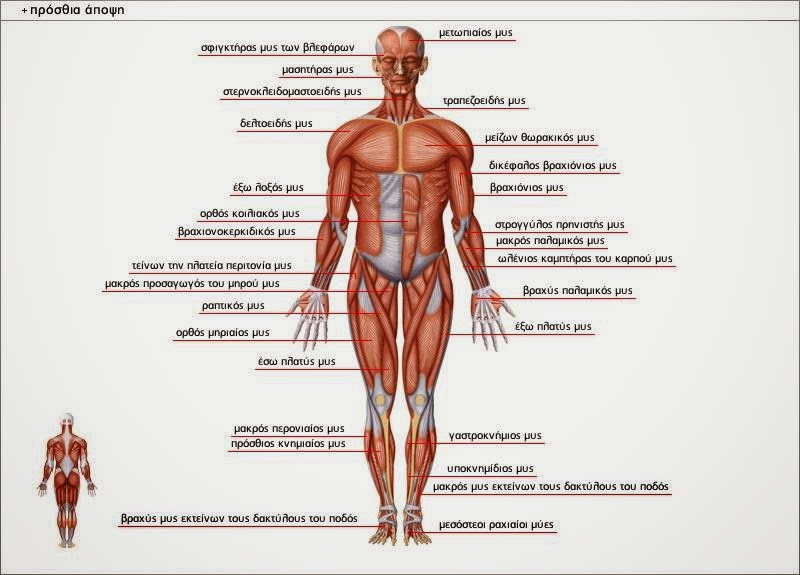 + πρόσθια άποψη
μετωπιαίος μυς
σφιγκτήρας μυς των βλεφάρων
μασητήρας μυς
στερνοκλειδομαστοειδής μυς
τραπεζοειδής μυς
δελτοειδής μυς
μείζων θωρακικός μυς
δικέφαλος βραχιόνιος μυς
έξω λοξός μυς
βραχιόνιος μυς
ορθός κοιλιακός μυς
στρογγύλος πρηνιστής μυς
βραχιονοκερκιδικός μυς
μακρός παλαμικός μυς
ωλένιος καμπτήρας του καρπού μυς
τείνων την πλατεία περιτονία μυς
μακρός προσαγωγός του μηρού μυς
βραχύς παλαμικός μυς
ραπτικός μυς
έξω πλατύς μυς
ορθός μηριαίος μυς
έσω πλατύς μυς
μακρός περονιαίος μυς
γαστροκνήμιος μυς
πρόσθιος κνημιαίος μυς
υποκνημίδιος μυς
μακρός μυς εκτείνων τους δακτύλους του ποδός
βραχύς μυς εκτείνων τους δακτύλους του ποδός
μεσόστεοι ραχιαίοι μύες